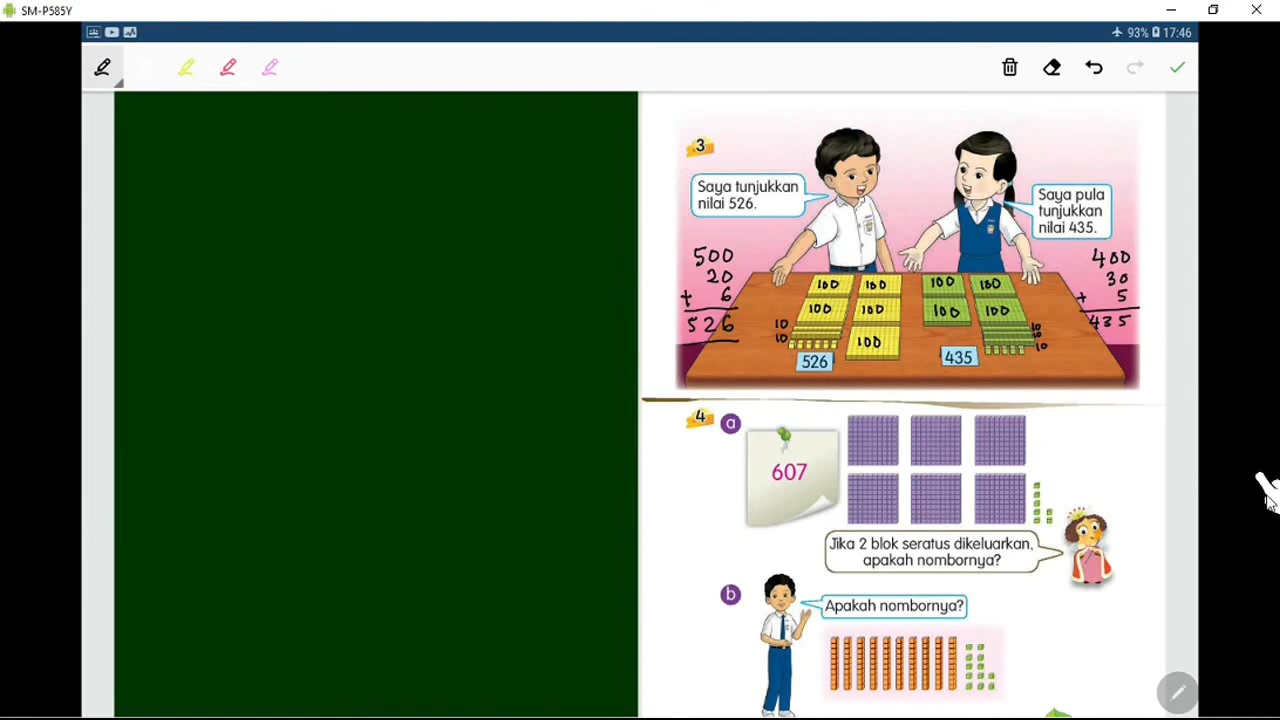 SM-P585Y
93% 17:46
3
Saya tunjukkan
nilai 526.
Saya pula
tunjukkan
nilai 435.
500
20
+ 6
526
400
30
+ 5
435
100 100
100 100
100
10
10
526
100 100
100 100
10
10
10
435
4
a
607
Jika 2 blok seratus dikeluarkan,
apakah nombornya?
b
Apakah nombornya?